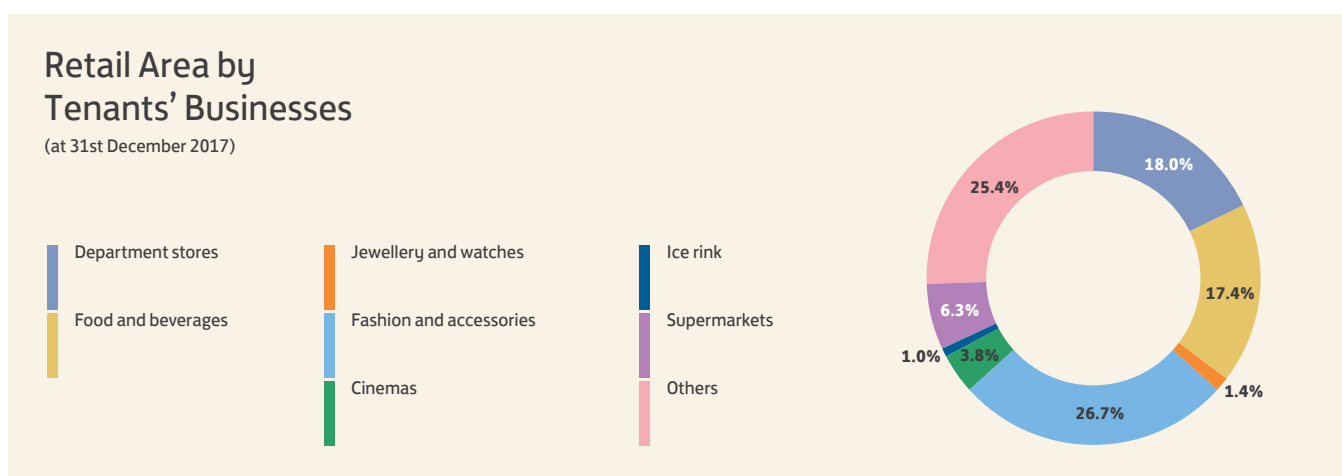 Retail Area by
Tenants’ Businesses
(at 31st December 2017)
Department stores
Food and beverages
Jewellery and watches
Fashion and accessories
Cinemas
Ice rink
Supermarkets
Others
18.0%
17.4%
1.4%
26.7%
3.8%
1.0%
6.3%
25.4%